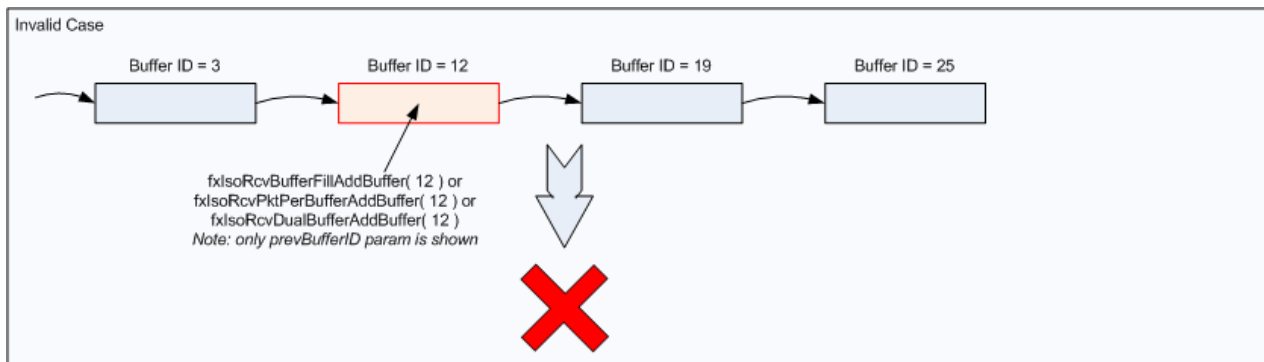 Invalid Case
Buffer ID = 3
Buffer ID = 12
Buffer ID = 19
Buffer ID = 25
fxIsoRcvBufferFillAddBuffer( 12 ) or
fxIsoRcvPktPerBufferAddBuffer( 12 ) or
fxIsoRcvDualBufferAddBuffer( 12 )
Note: only prevBufferID param is shown